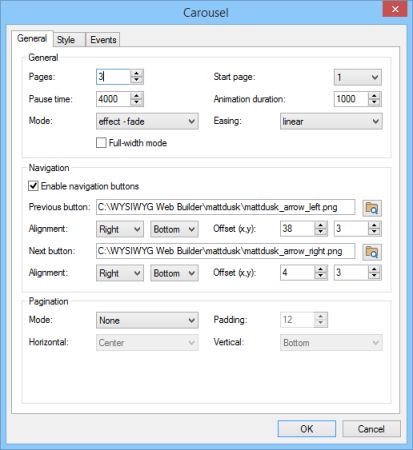 Carousel
General Style Events
General
Pages: 3 Start page: 1
Pause time: 4000 Animation duration: 1000
Mode: effect - fade Easing: linear
Full-width mode
Navigation
Enable navigation buttons
Previous button: C:\WYSIWYG Web Builder\mattdusk\mattdusk_arrow_left.png
Alignment: Right Bottom Offset (x,y): 38 3
Next button: C:\WYSIWYG Web Builder\mattdusk\mattdusk_arrow_right.png
Alignment: Right Bottom Offset (x,y): 4 3
Pagination
Mode: None Padding: 12
Horizontal: Center Vertical: Bottom
OK Cancel